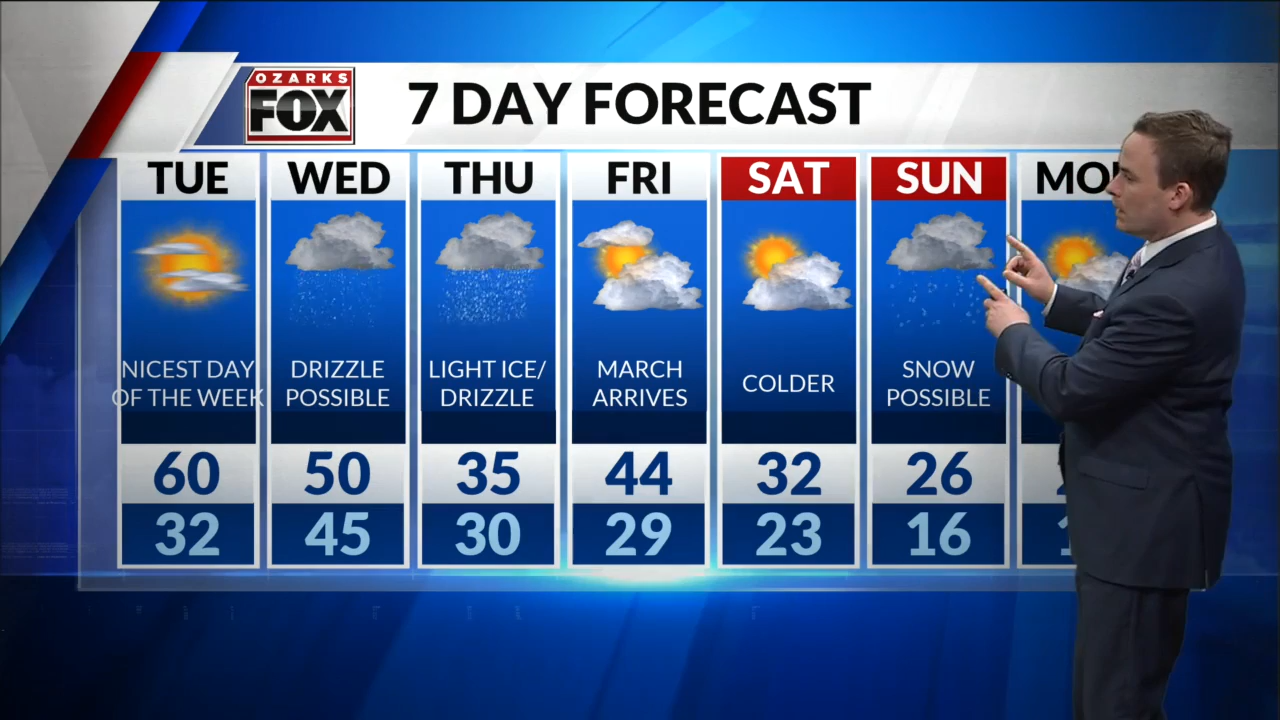 OZARKS
FOX
7 DAY FORECAST
TUE
WED
THU
FRI
SAT
SUN
NICEST DAY
OF THE WEEK
DRIZZLE
POSSIBLE
LIGHT ICE/
DRIZZLE
MARCH
ARRIVES
COLDER
SNOW
POSSIBLE
60
50
35
44
32
26
32
45
30
29
23
16